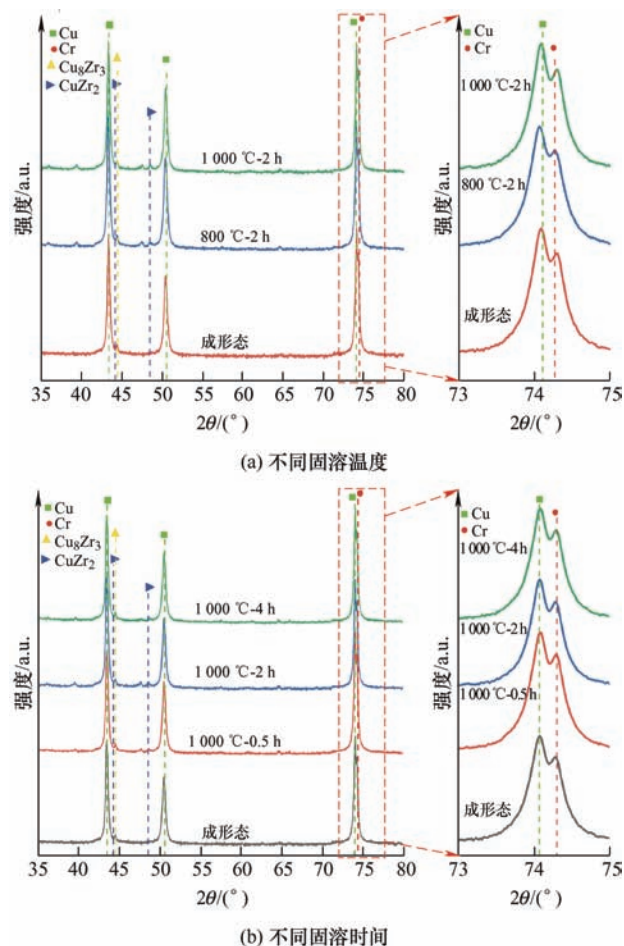 Cu
Cr
Cu8Zr3
CuZr2
1 000 ℃-2 h
800 ℃-2 h
成形态
强度/a.u.
35 40 45 50 55 60 65 70 75 80
2θ/(°)
1 000 ℃-2 h
800 ℃-2 h
成形态
强度/a.u.
Cu
Cr
73 74 75
2θ/(°)
(a) 不同固溶温度
Cu
Cr
Cu8Zr3
CuZr2
1 000 ℃-4 h
1 000 ℃-2 h
1 000 ℃-0.5 h
成形态
强度/a.u.
35 40 45 50 55 60 65 70 75 80
2θ/(°)
Cu
Cr
1 000 ℃-4 h
1 000 ℃-2 h
1 000 ℃-0.5 h
成形态
强度/a.u.
73 74 75
2θ/(°)
(b) 不同固溶时间